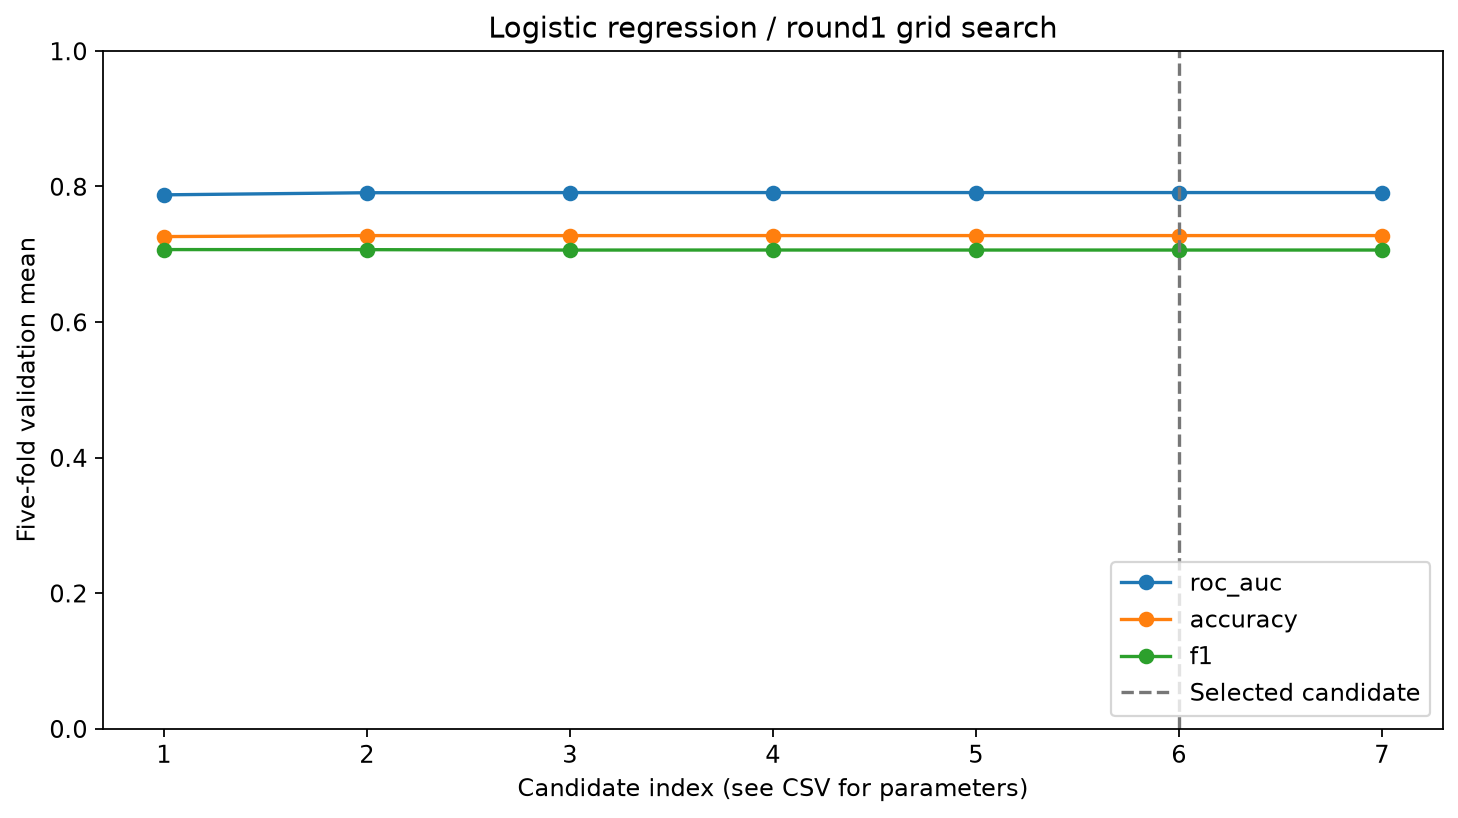 Logistic regression / round1 grid search
1.0
0.8
0.6
0.4
0.2
0.0
Five-fold validation mean
roc_auc
accuracy
f1
Selected candidate
1 2 3 4 5 6 7
Candidate index (see CSV for parameters)